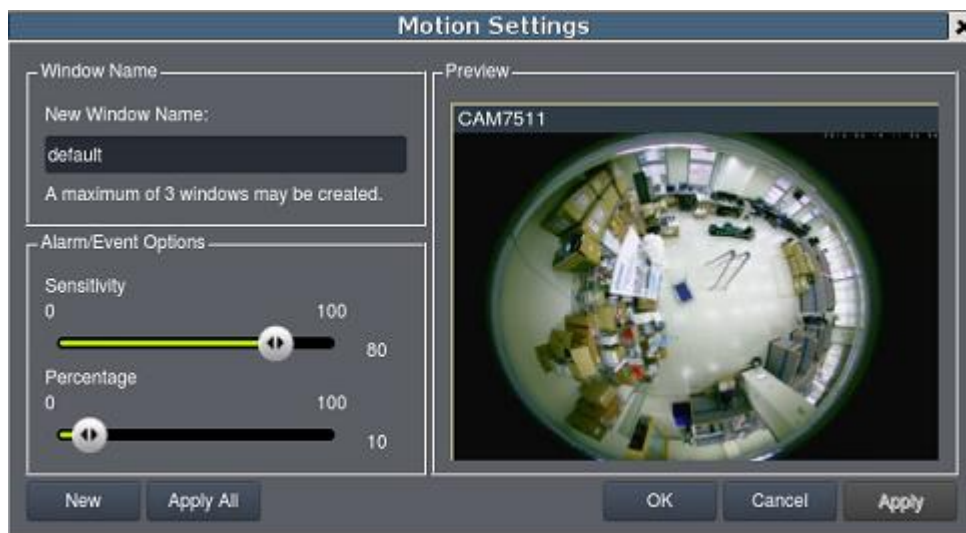 Motion Settings
Window Name
New Window Name:
default
A maximum of 3 windows may be created.
Alarm/Event Options
Sensitivity
0 100
80
Percentage
0 100
10
Preview
CAM7511
New Apply All OK Cancel Apply